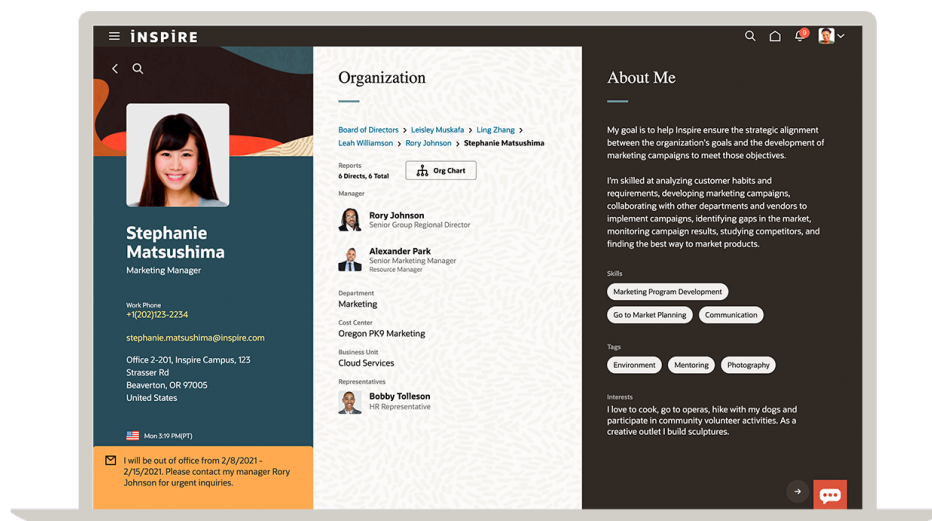 iNSPiRE
9
Stephanie
Matsushima
Marketing Manager
Work Phone
+1(202)123-2234
stephanie.matsushima@inspire.com
Office 2-201, Inspire Campus, 123
Strasser Rd
Beaverton, OR 97005
United States
Mon 3:19 PM(PT)
I will be out of office from 2/8/2021 -
2/15/2021. Please contact my manager Rory
Johnson for urgent inquiries.
Organization
Board of Directors > Leisley Muskafa > Ling Zhang >
Leah Williamson > Rory Johnson > Stephanie Matsushima
Reports
6 Directs, 6 Total
Org Chart
Manager
Rory Johnson
Senior Group Regional Director
Alexander Park
Senior Marketing Manager
Resource Manager
Department
Marketing
Cost Center
Oregon PK9 Marketing
Business Unit
Cloud Services
Representatives
Bobby Tolleson
HR Representative
About Me
My goal is to help Inspire ensure the strategic alignment
between the organization's goals and the development of
marketing campaigns to meet those objectives.
I'm skilled at analyzing customer habits and
requirements, developing marketing campaigns,
collaborating with other departments and vendors to
implement campaigns, identifying gaps in the market,
monitoring campaign results, studying competitors, and
finding the best way to market products.
Skills
Marketing Program Development
Go to Market Planning
Communication
Tags
Environment
Mentoring
Photography
Interests
I love to cook, go to operas, hike with my dogs and
participate in community volunteer activities. As a
creative outlet I build sculptures.